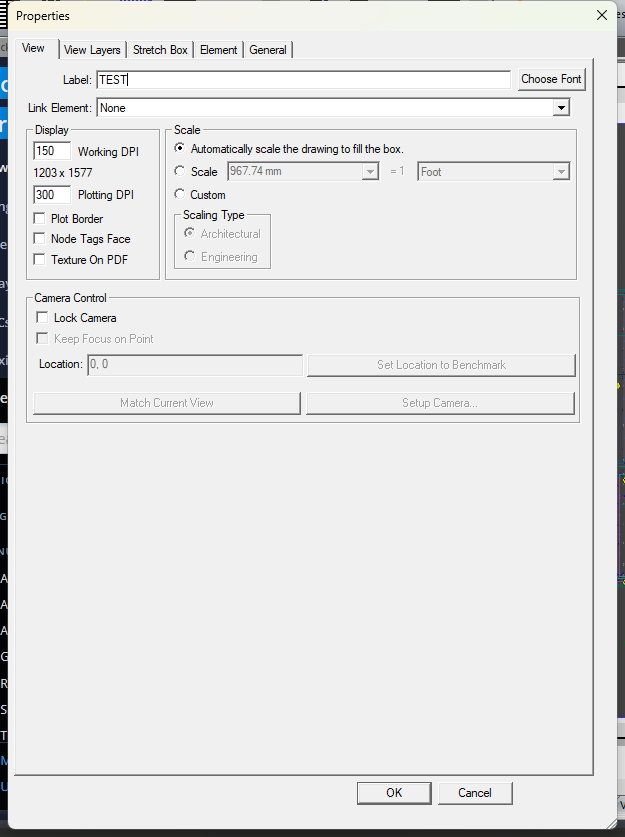 Properties
View View Layers Stretch Box Element General
Label: TEST Choose Font
Link Element: None
Display
150 Working DPI
1203 x 1577
300 Plotting DPI
Plot Border
Node Tags Face
Texture On PDF
Scale
Automatically scale the drawing to fill the box.
Scale 967.74 mm = 1 Foot
Custom
Scaling Type
Architectural
Engineering
Camera Control
Lock Camera
Keep Focus on Point
Location: 0, 0 Set Location to Benchmark
Match Current View Setup Camera...
OK Cancel